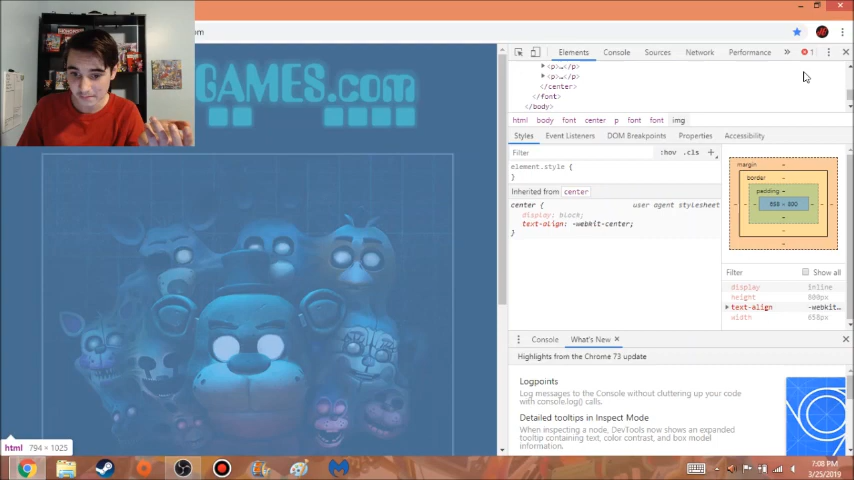 om
Elements Console Sources Network Performance » 1
<p>…</p>
<p>…</p>
</center>
</font>
</body>
html body font center p font font img
Styles Event Listeners DOM Breakpoints Properties Accessibility
Filter :hov .cls +
element.style {
}
Inherited from center
center { user agent stylesheet
display: block;
text-align: -webkit-center;
}
margin -
border -
padding -
658 × 800
Filter Show all
display inline
height 800px
text-align -webkit…
width 658px
GAMES.com
Console What's New ×
Highlights from the Chrome 73 update
Logpoints
Log messages to the Console without cluttering up your code
with console.log() calls.
Detailed tooltips in Inspect Mode
When inspecting a node, DevTools now shows an expanded
tooltip containing text, color contrast, and box model
information.
html 794 × 1025
7:08 PM
3/25/2019